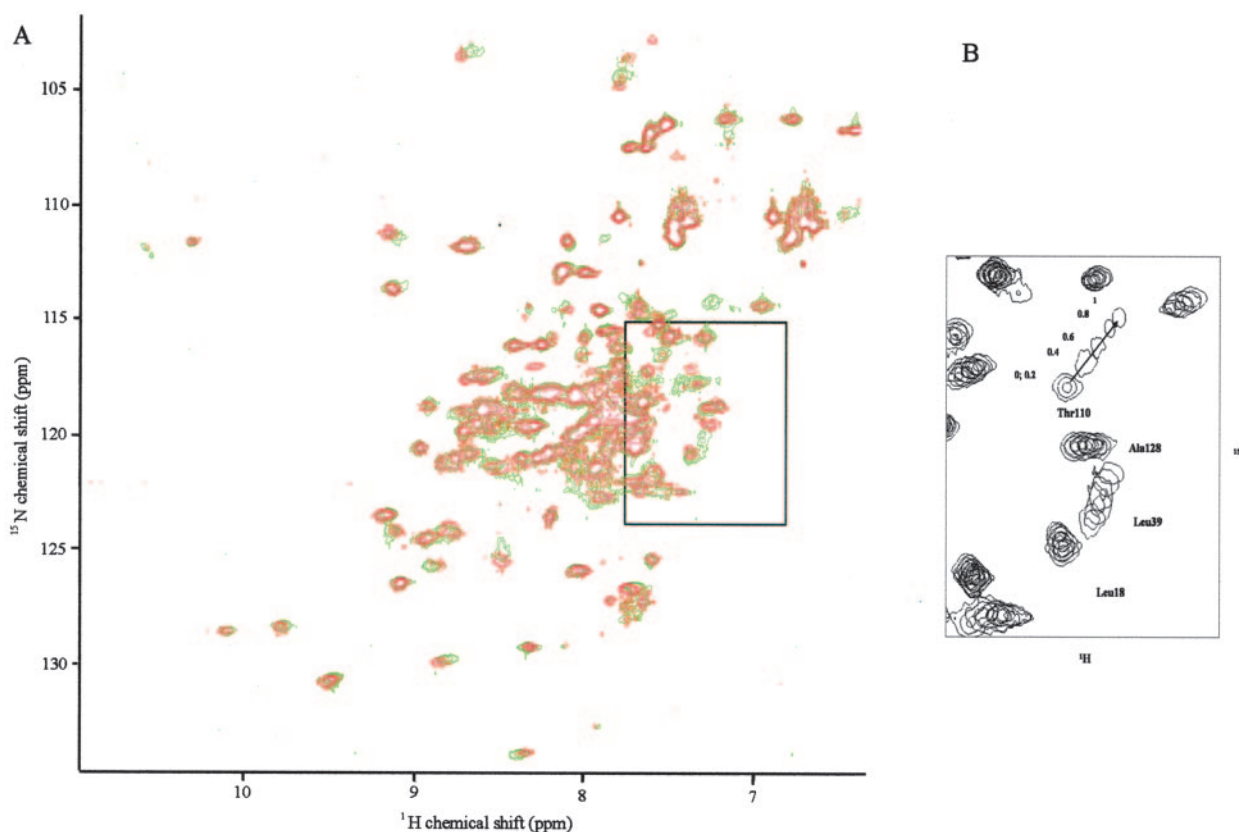 A
B
105
110
115
120
125
130
¹⁵N chemical shift (ppm)
10
9
8
7
¹H chemical shift (ppm)
1
0.8
0.6
0.4
0; 0.2
Thr110
Ala128
Leu39
Leu18
¹H